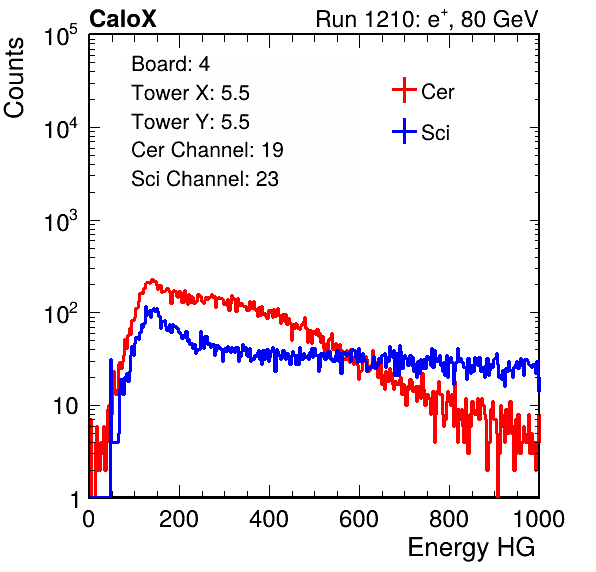 CaloX Run 1210: e⁺, 80 GeV
Counts
10⁵
10⁴
10³
10²
10
1
Board: 4
Tower X: 5.5
Tower Y: 5.5
Cer Channel: 19
Sci Channel: 23
Cer
Sci
0 200 400 600 800 1000
Energy HG